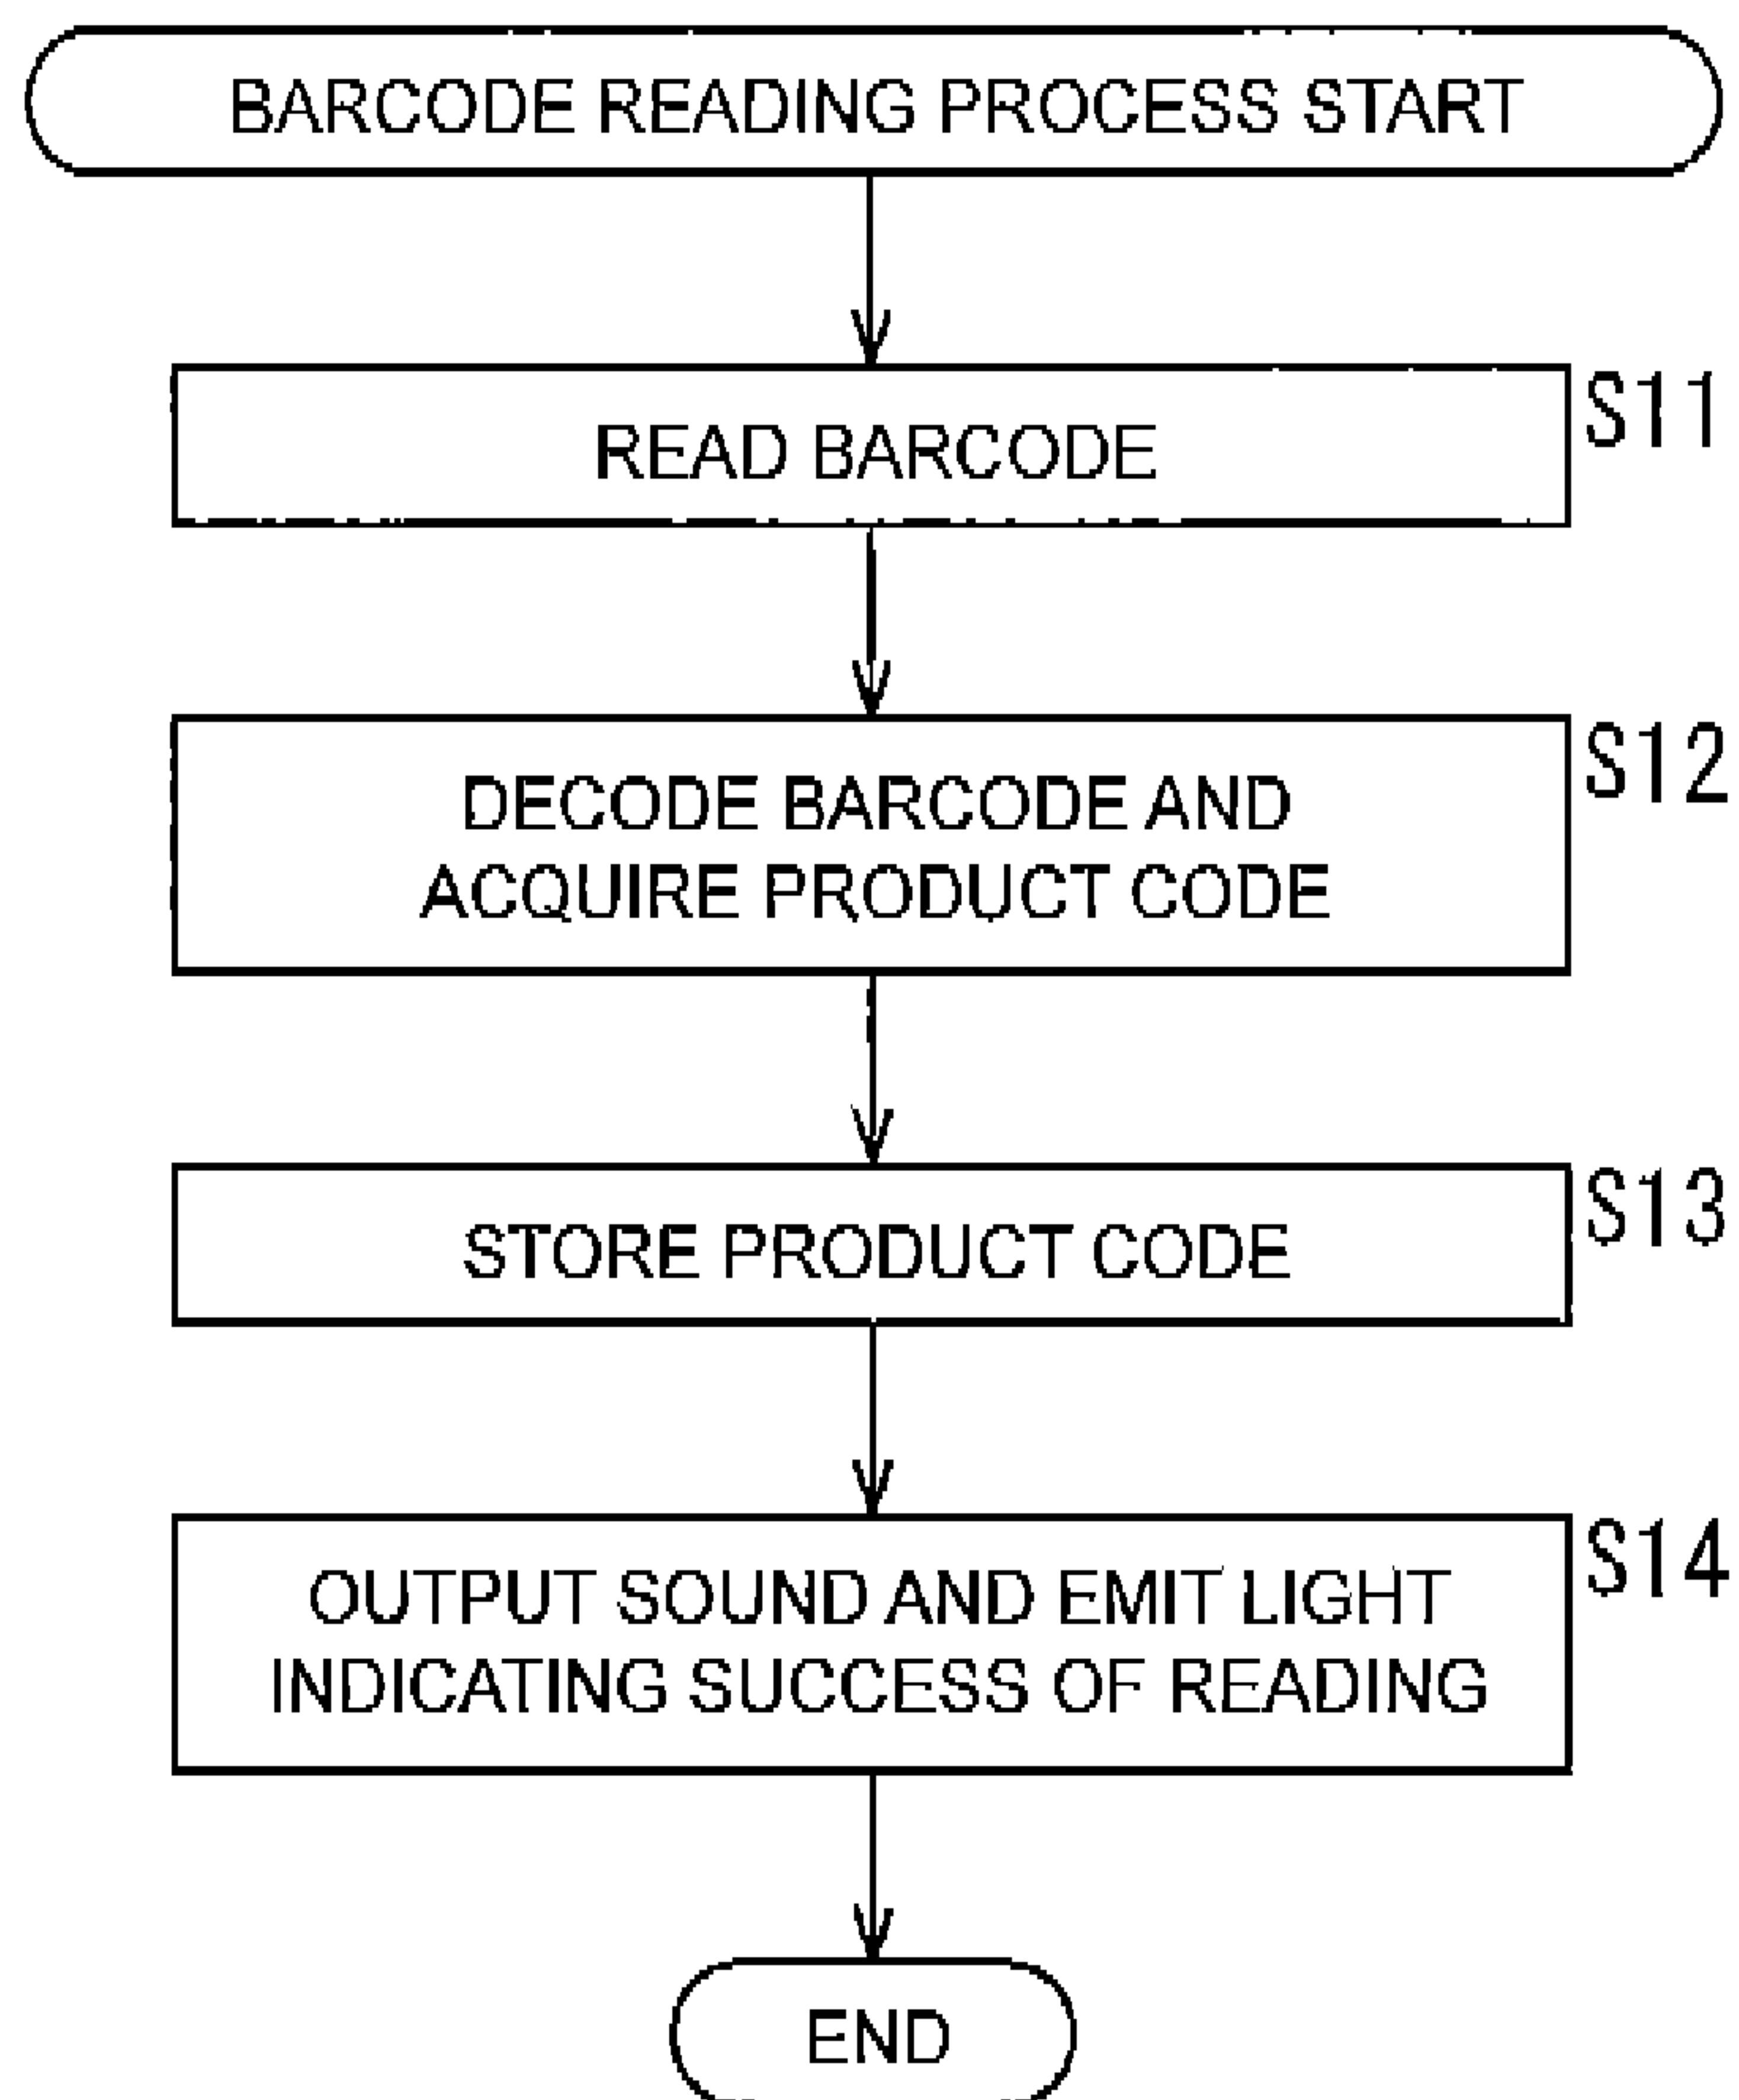 BARCODE READING PROCESS START
READ BARCODE
S11
DECODE BARCODE AND
ACQUIRE PRODUCT CODE
S12
STORE PRODUCT CODE
S13
OUTPUT SOUND AND EMIT LIGHT
INDICATING SUCCESS OF READING
S14
END